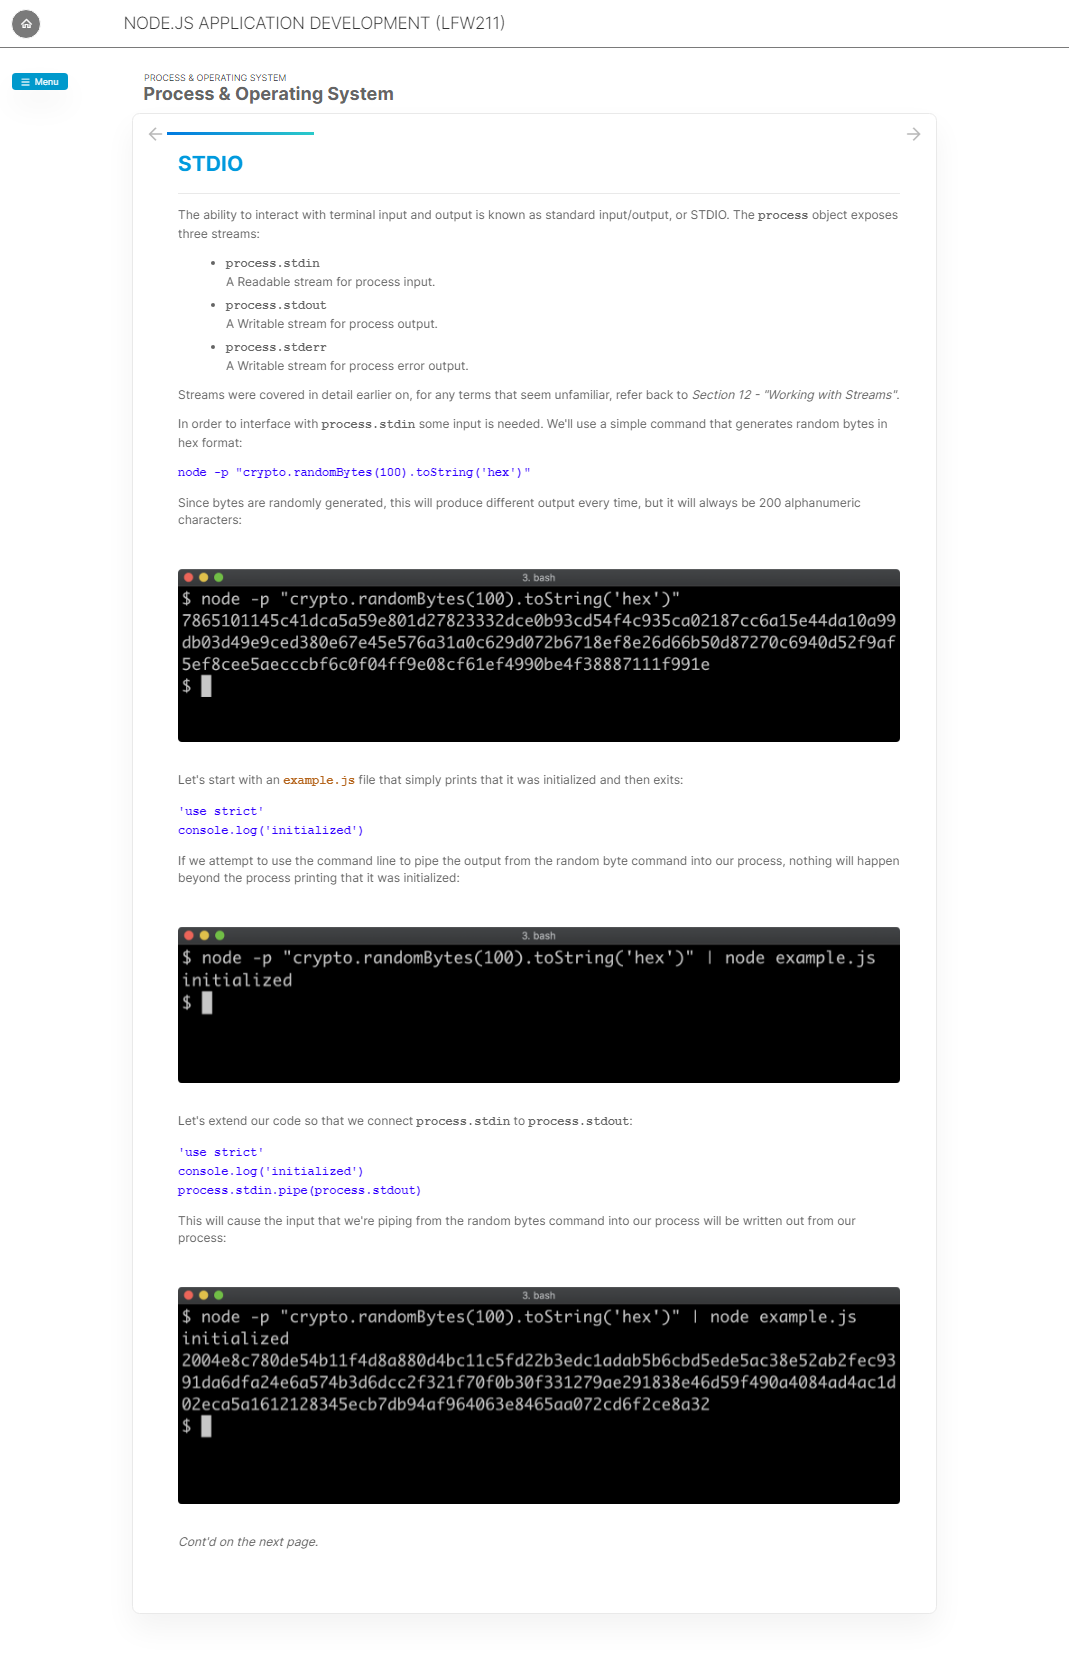 NODE.JS APPLICATION DEVELOPMENT (LFW211)
Menu
PROCESS & OPERATING SYSTEM
Process & Operating System
STDIO
The ability to interact with terminal input and output is known as standard input/output, or STDIO. The process object exposes
three streams:
• process.stdin
A Readable stream for process input.
• process.stdout
A Writable stream for process output.
• process.stderr
A Writable stream for process error output.
Streams were covered in detail earlier on, for any terms that seem unfamiliar, refer back to Section 12 - "Working with Streams".
In order to interface with process.stdin some input is needed. We'll use a simple command that generates random bytes in
hex format:
node -p "crypto.randomBytes(100).toString('hex')"
Since bytes are randomly generated, this will produce different output every time, but it will always be 200 alphanumeric
characters:
3. bash
$ node -p "crypto.randomBytes(100).toString('hex')"
7865101145c41dca5a59e801d27823332dce0b93cd54f4c935ca02187cc6a15e44da10a99
db03d49e9ced380e67e45e576a31a0c629d072b6718ef8e26d66b50d87270c6940d52f9af
5ef8cee5aecccbf6c0f04ff9e08cf61ef4990be4f38887111f991e
$
Let's start with an example.js file that simply prints that it was initialized and then exits:
'use strict'
console.log('initialized')
If we attempt to use the command line to pipe the output from the random byte command into our process, nothing will happen
beyond the process printing that it was initialized:
3. bash
$ node -p "crypto.randomBytes(100).toString('hex')" | node example.js
initialized
$
Let's extend our code so that we connect process.stdin to process.stdout:
'use strict'
console.log('initialized')
process.stdin.pipe(process.stdout)
This will cause the input that we're piping from the random bytes command into our process will be written out from our
process:
3. bash
$ node -p "crypto.randomBytes(100).toString('hex')" | node example.js
initialized
2004e8c780de54b11f4d8a880d4bc11c5fd22b3edc1adab5b6cbd5ede5ac38e52ab2fec93
91da6dfa24e6a574b3d6dcc2f321f70f0b30f331279ae291838e46d59f490a4084ad4ac1d
02eca5a1612128345ecb7db94af964063e8465aa072cd6f2ce8a32
$
Cont'd on the next page.